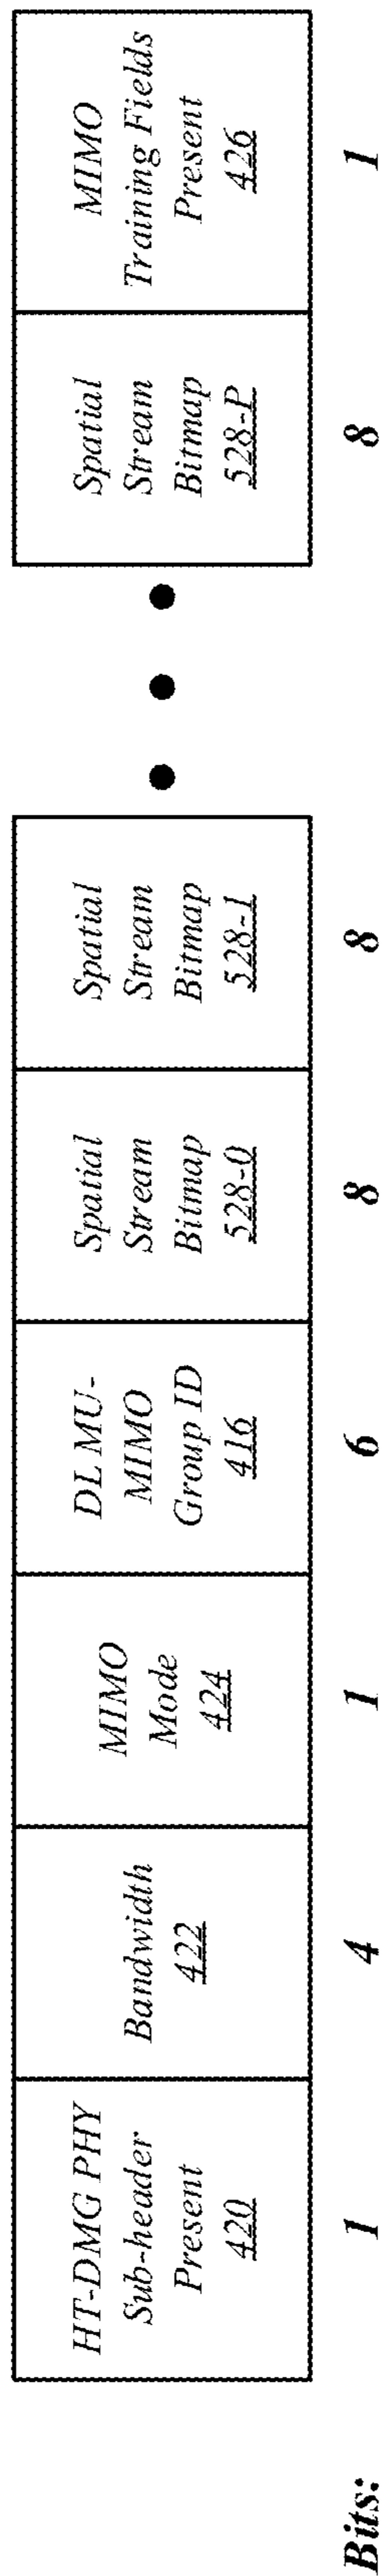 HT-DMG PHY
Sub-header
Present
420
Bandwidth
422
MIMO
Mode
424
DL MU-
MIMO
Group ID
416
Spatial
Stream
Bitmap
528-0
Spatial
Stream
Bitmap
528-1
Spatial
Stream
Bitmap
528-P
MIMO
Training Fields
Present
426
Bits: 1 4 1 6 8 8 8 1